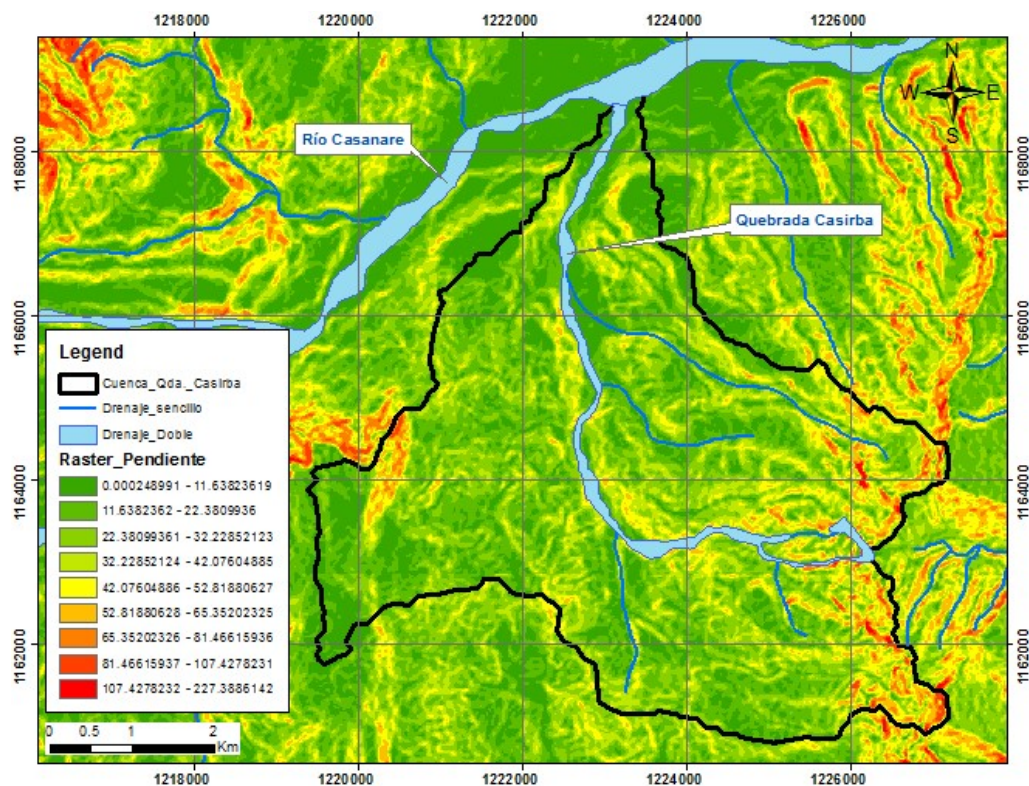 1218000 1220000 1222000 1224000 1226000
N
W E
S
Río Casanare
Quebrada Casirba
1168000 1168000
1166000 1166000
1164000 1164000
1162000 1162000
Legend
Cuenca_Qda._Casirba
Drenaje_sencillo
Drenaje_Doble
Raster_Pendiente
0.000248991 - 11.63823619
11.6382362 - 22.3809936
22.38099361 - 32.22852123
32.22852124 - 42.07604885
42.07604886 - 52.81880627
52.81880628 - 65.35202325
65.35202326 - 81.46615936
81.46615937 - 107.4278231
107.4278232 - 227.3886142
0 0.5 1 2
Km
1218000 1220000 1222000 1224000 1226000